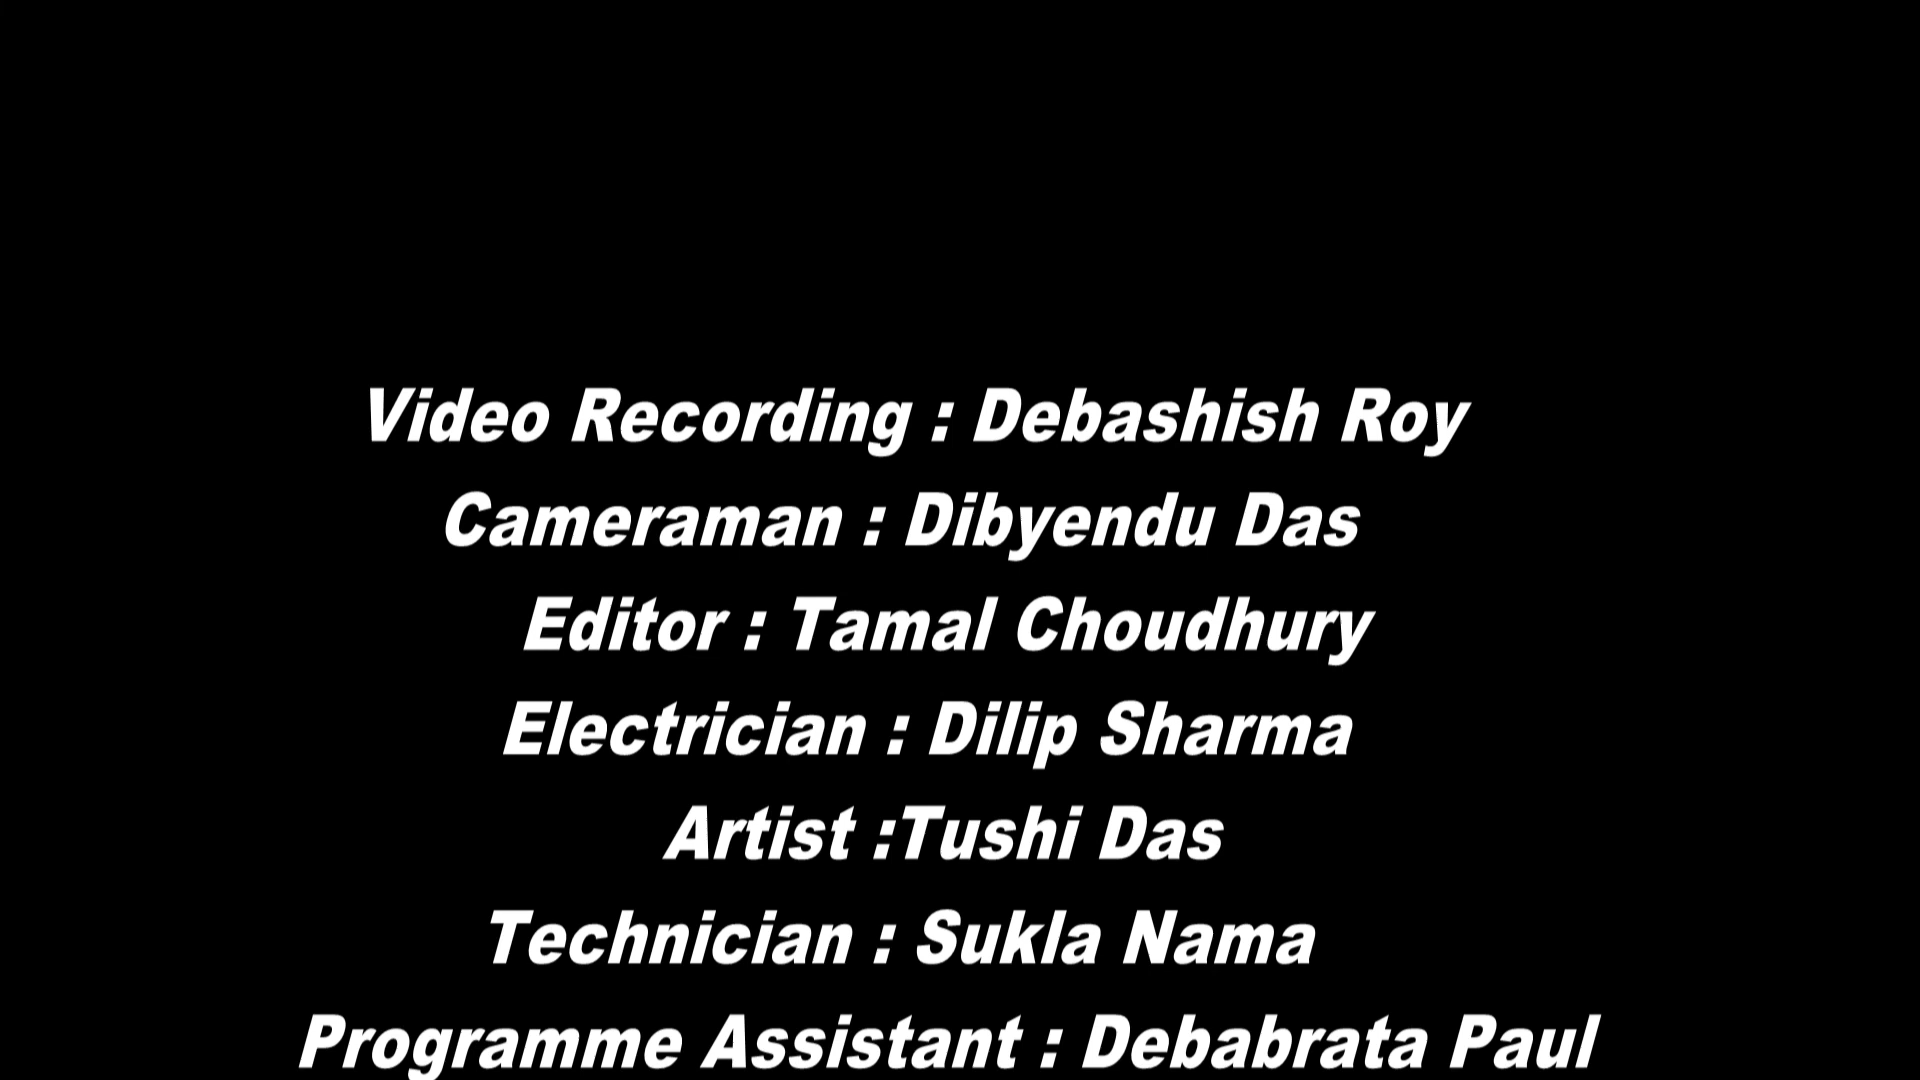 Video Recording : Debashish Roy
Cameraman : Dibyendu Das
Editor : Tamal Choudhury
Electrician : Dilip Sharma
Artist :Tushi Das
Technician : Sukla Nama
Programme Assistant : Debabrata Paul